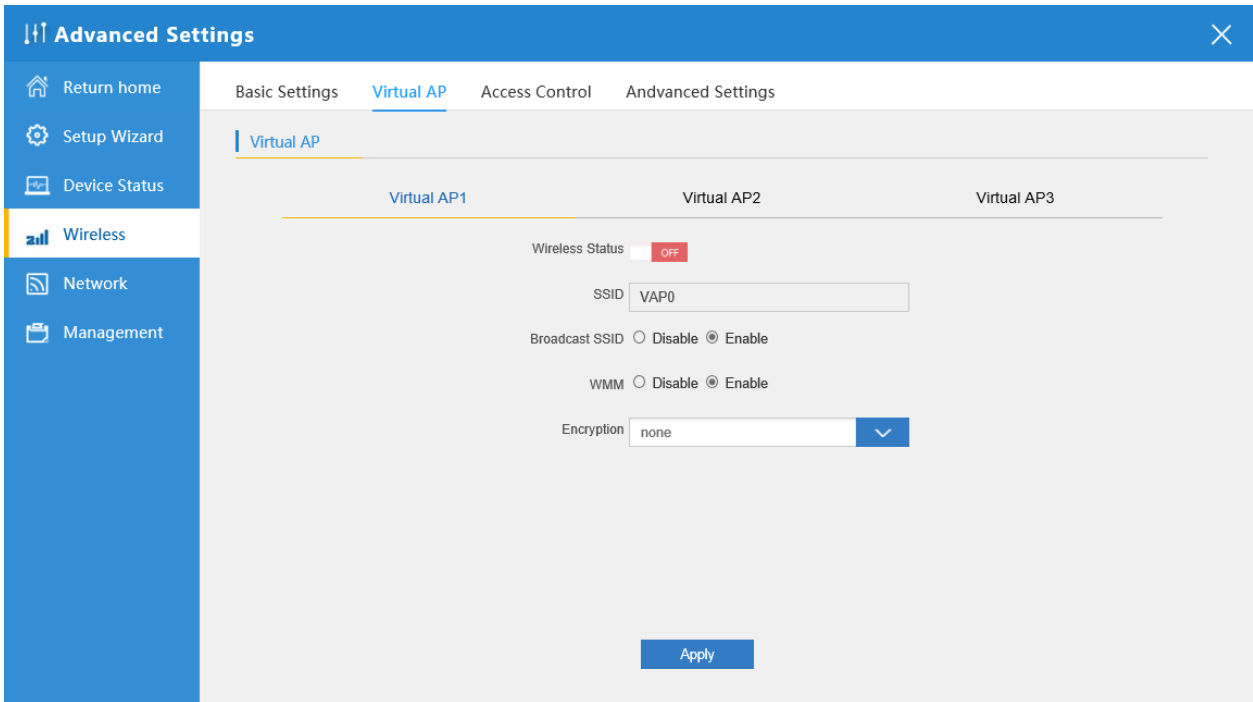 Advanced Settings
Return home
Setup Wizard
Device Status
Wireless
Network
Management
Basic Settings Virtual AP Access Control Andvanced Settings
Virtual AP
Virtual AP1 Virtual AP2 Virtual AP3
Wireless Status OFF
SSID VAP0
Broadcast SSID Disable Enable
WMM Disable Enable
Encryption none
Apply